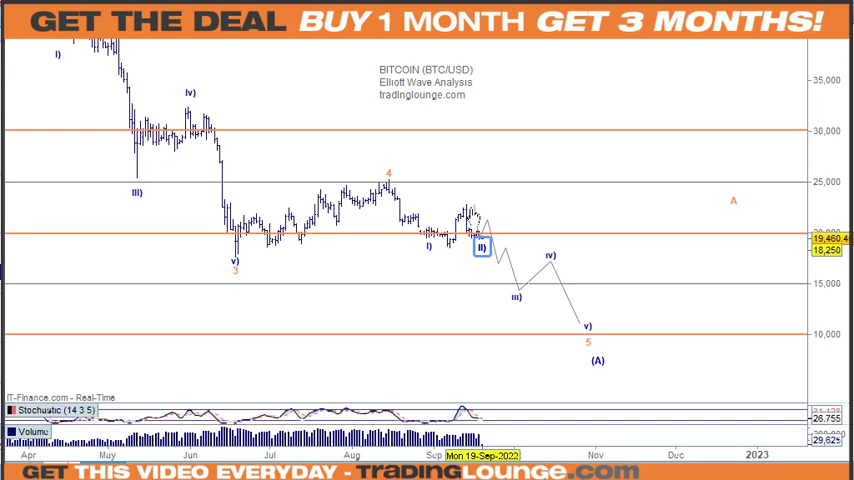 GET THE DEAL BUY 1 MONTH GET 3 MONTHS!
BITCOIN (BTC/USD)
Elliott Wave Analysis
tradinglounge.com
I)
Iv)
III)
v)
3
4
I)
II)
III)
iv)
v)
5
(A)
A
35,000
30,000
25,000
19,460.4
18,250
15,000
10,000
IT-Finance.com - Real-Time
Stochastic (14 3 5)
26.755
Volume
29,62
Apr May Jun Jul Aug Sep Mon 19-Sep-2022 Nov Dec 2023
GET THIS VIDEO EVERYDAY - TradingLounge.com